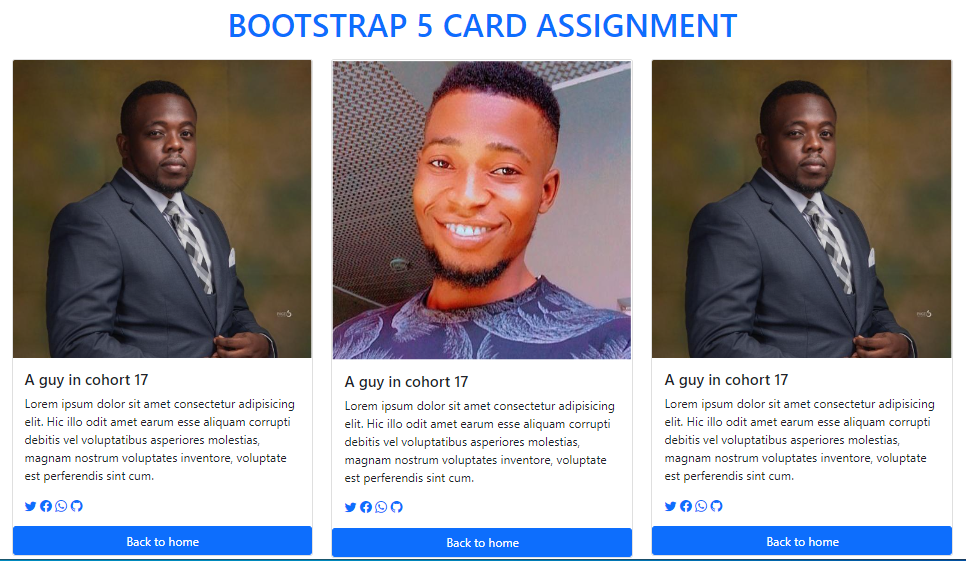 BOOTSTRAP 5 CARD ASSIGNMENT
A guy in cohort 17
Lorem ipsum dolor sit amet consectetur adipisicing
elit. Hic illo odit amet earum esse aliquam corrupti
debitis vel voluptatibus asperiores molestias,
magnam nostrum voluptates inventore, voluptate
est perferendis sint cum.
Back to home
A guy in cohort 17
Lorem ipsum dolor sit amet consectetur adipisicing
elit. Hic illo odit amet earum esse aliquam corrupti
debitis vel voluptatibus asperiores molestias,
magnam nostrum voluptates inventore, voluptate
est perferendis sint cum.
Back to home
A guy in cohort 17
Lorem ipsum dolor sit amet consectetur adipisicing
elit. Hic illo odit amet earum esse aliquam corrupti
debitis vel voluptatibus asperiores molestias,
magnam nostrum voluptates inventore, voluptate
est perferendis sint cum.
Back to home